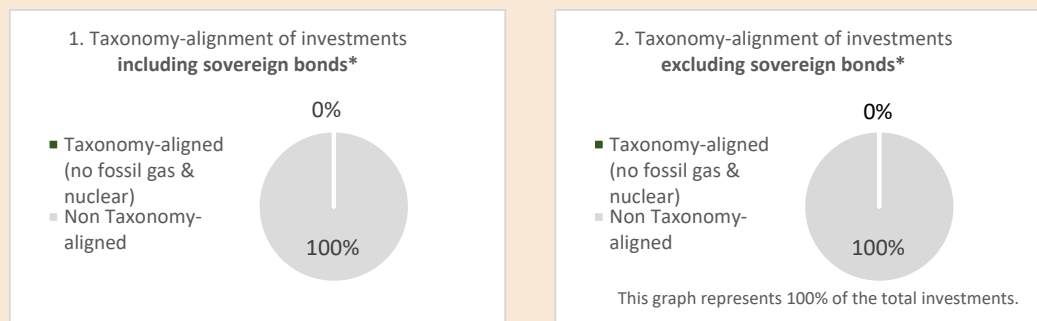 1. Taxonomy-alignment of investments
including sovereign bonds*
0%
Taxonomy-aligned
(no fossil gas &
nuclear)
Non Taxonomy-
aligned
100%
2. Taxonomy-alignment of investments
excluding sovereign bonds*
0%
Taxonomy-aligned
(no fossil gas &
nuclear)
Non Taxonomy-
aligned
100%
This graph represents 100% of the total investments.